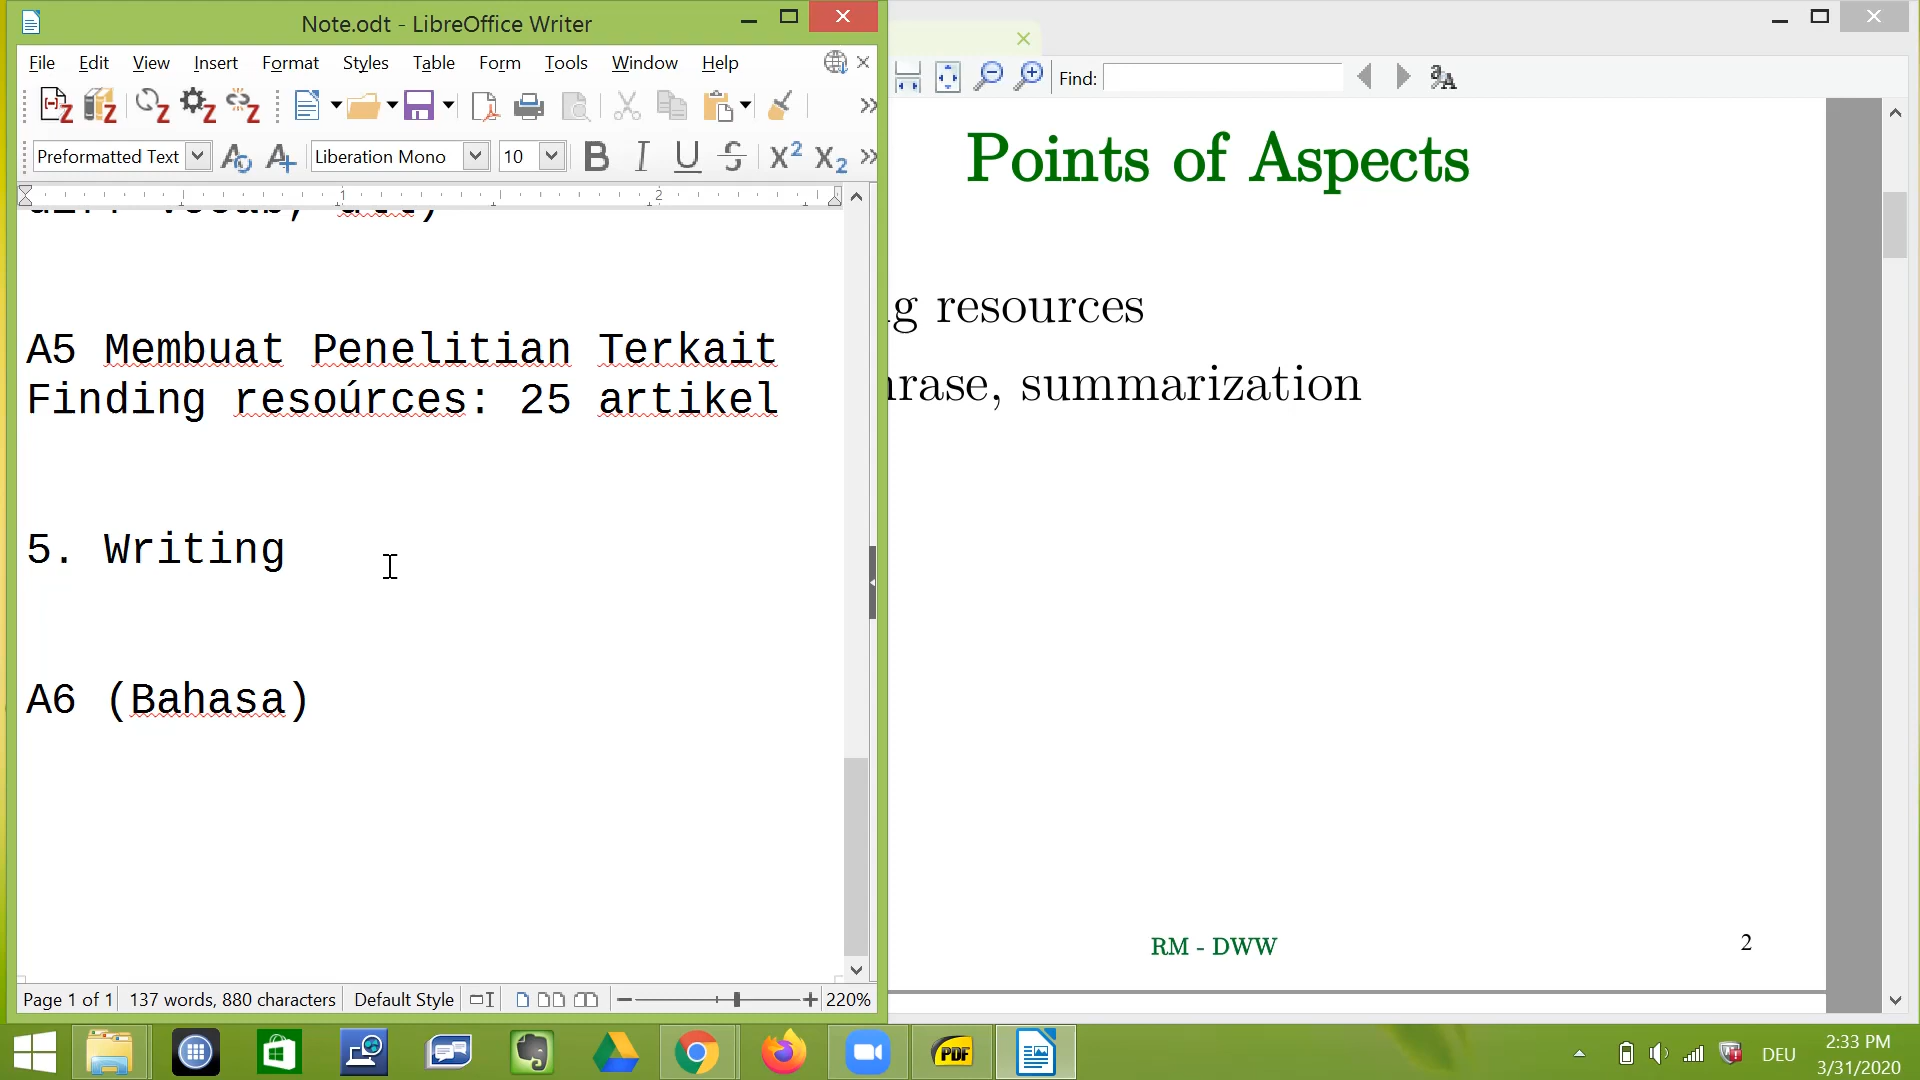 Note.odt - LibreOffice Writer
File Edit View Insert Format Styles Table Form Tools Window Help
Find:
Preformatted Text Liberation Mono 10
1 2
A5 Membuat Penelitian Terkait
Finding resoúrces: 25 artikel
5. Writing
A6 (Bahasa)
Page 1 of 1 137 words, 880 characters Default Style 220%
Points of Aspects
g resources
rase, summarization
RM - DWW 2
PDF
DEU
2:33 PM
3/31/2020